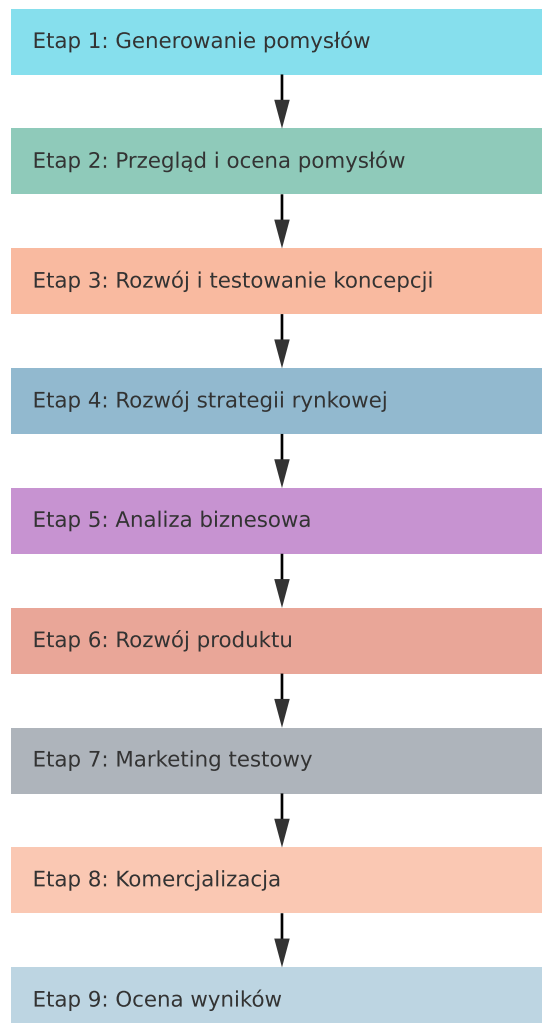 Etap 1: Generowanie pomysłów
Etap 2: Przegląd i ocena pomysłów
Etap 3: Rozwój i testowanie koncepcji
Etap 4: Rozwój strategii rynkowej
Etap 5: Analiza biznesowa
Etap 6: Rozwój produktu
Etap 7: Marketing testowy
Etap 8: Komercjalizacja
Etap 9: Ocena wyników